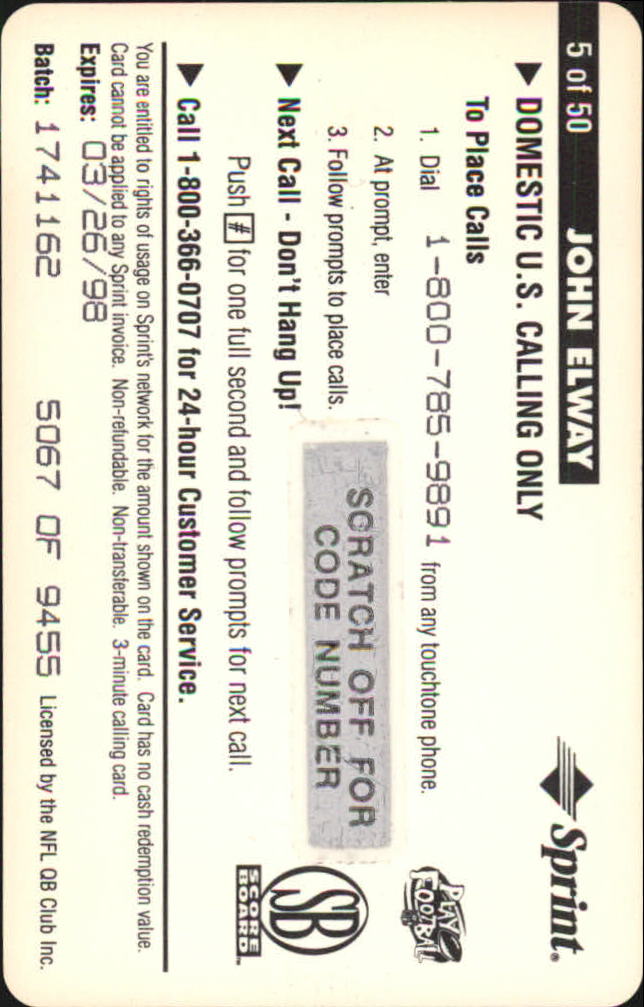 5 of 50 JOHN ELWAY
Sprint®
▶ DOMESTIC U.S. CALLING ONLY
To Place Calls
1. Dial 1-800-785-9891 from any touchtone phone.
2. At prompt, enter
3. Follow prompts to place calls.
SCRATCH OFF FOR
CODE NUMBER
PLAY
FOOTBALL
▶ Next Call - Don't Hang Up!
Push # for one full second and follow prompts for next call.
SB
SCORE
BOARD™
▶ Call 1-800-366-0707 for 24-hour Customer Service.
You are entitled to rights of usage on Sprint's network for the amount shown on the card. Card has no cash redemption value.
Card cannot be applied to any Sprint invoice. Non-refundable. Non-transferable. 3-minute calling card.
Expires: 03/26/98
Batch: 1741162 5067 OF 9455 Licensed by the NFL QB Club Inc.